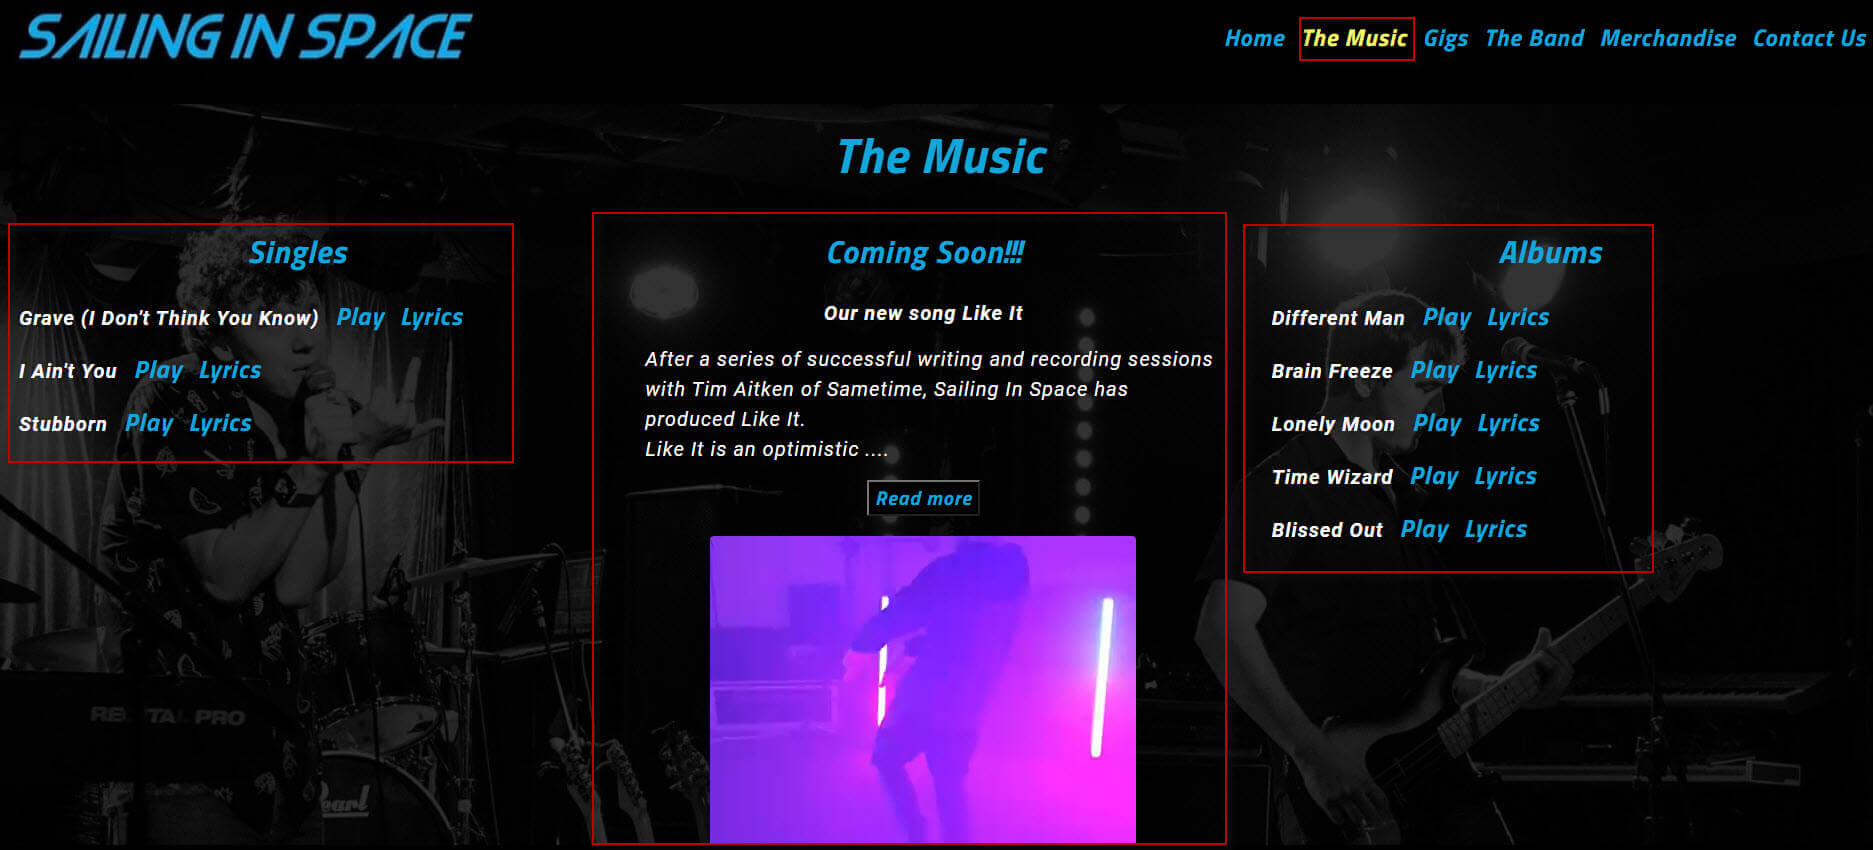 SAILING IN SPACE
Home The Music Gigs The Band Merchandise Contact Us
The Music
Singles
Grave (I Don't Think You Know) Play Lyrics
I Ain't You Play Lyrics
Stubborn Play Lyrics
Coming Soon!!!
Our new song Like It
After a series of successful writing and recording sessions
with Tim Aitken of Sametime, Sailing In Space has
produced Like It.
Like It is an optimistic ....
Read more
Albums
Different Man Play Lyrics
Brain Freeze Play Lyrics
Lonely Moon Play Lyrics
Time Wizard Play Lyrics
Blissed Out Play Lyrics
PRO
Pearl